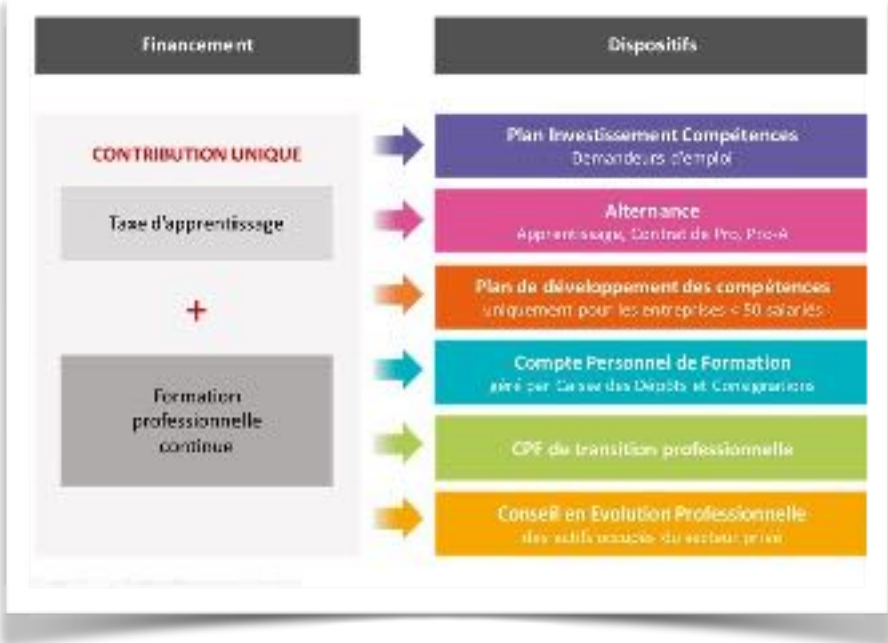 Financement
Dispositifs
CONTRIBUTION UNIQUE
Taxe d'apprentissage
+
Formation
professionnelle
continue
Plan Investissement Compétences
Demandeurs d'emploi
Alternance
Apprentissage, Contrat de Pro, Pro-A
Plan de développement des compétences
uniquement pour les entreprises < 50 salariés
Compte Personnel de Formation
géré par Caisse des Dépôts et Consignations
CPF de transition professionnelle
Conseil en Evolution Professionnelle
des actifs occupés du secteur privé